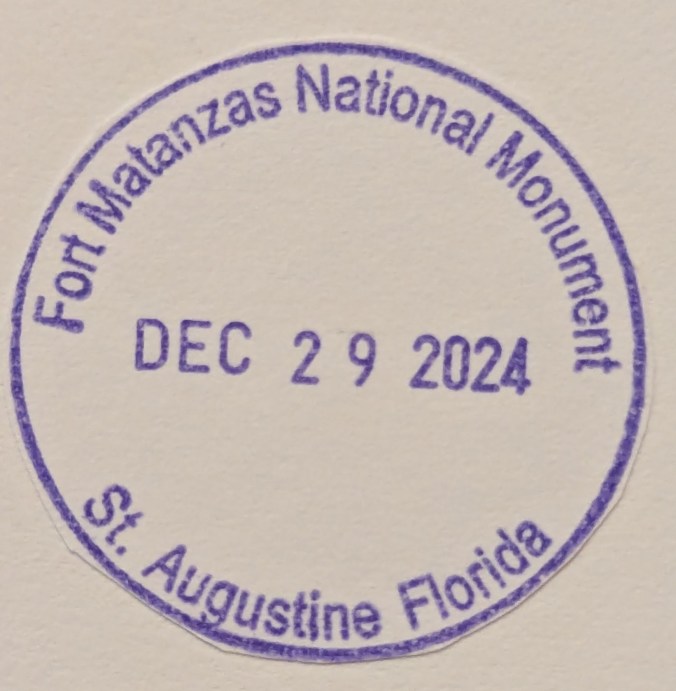 Fort Matanzas National Monument
DEC 29 2024
St. Augustine Florida